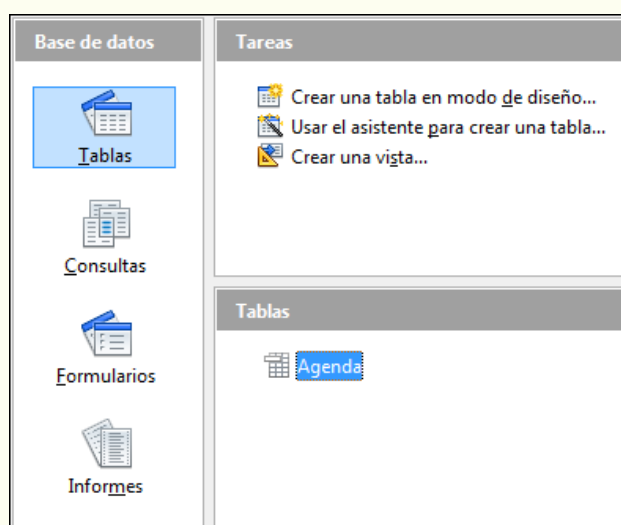 Base de datos
Tablas
Consultas
Formularios
Informes
Tareas
Crear una tabla en modo de diseño...
Usar el asistente para crear una tabla...
Crear una vista...
Tablas
Agenda